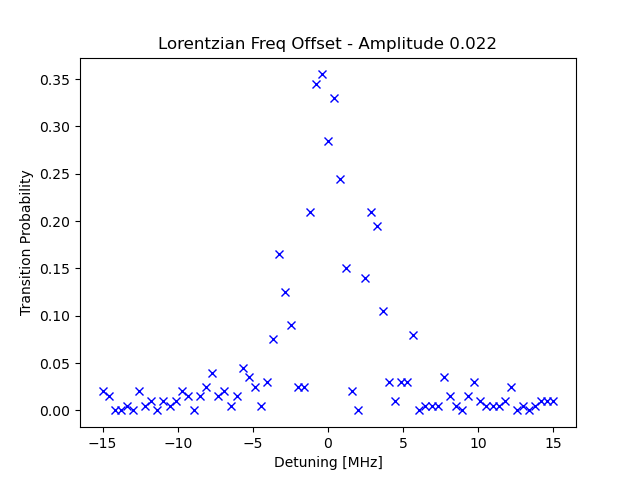 Lorentzian Freq Offset - Amplitude 0.022
Transition Probability
0.35
0.30
0.25
0.20
0.15
0.10
0.05
0.00
−15 −10 −5 0 5 10 15
Detuning [MHz]